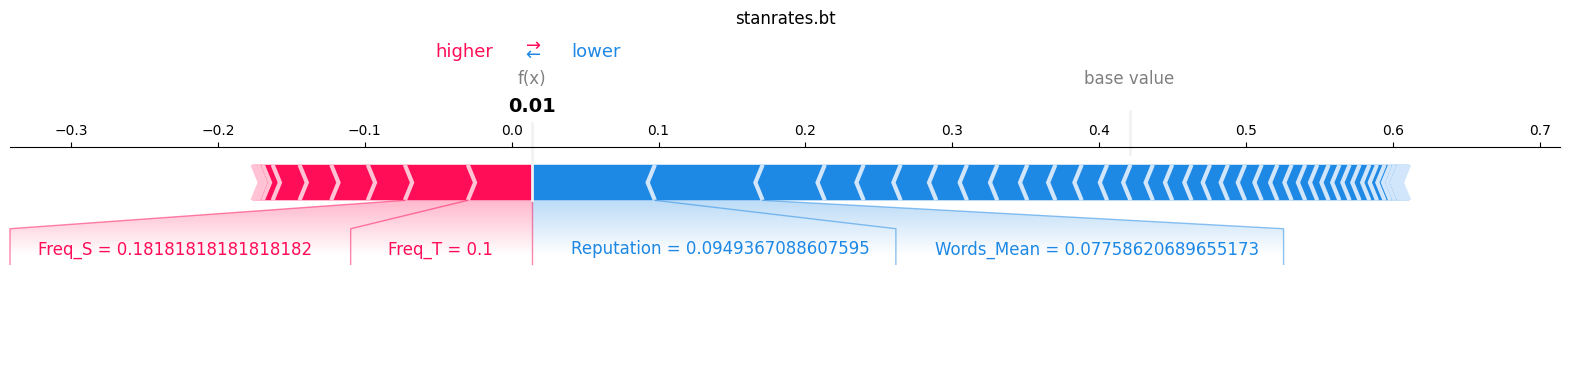 stanrates.bt
higher ⇄ lower
f(x) base value
0.01
−0.3 −0.2 −0.1 0.0 0.1 0.2 0.3 0.4 0.5 0.6 0.7
Freq_S = 0.18181818181818182 Freq_T = 0.1 Reputation = 0.0949367088607595 Words_Mean = 0.07758620689655173